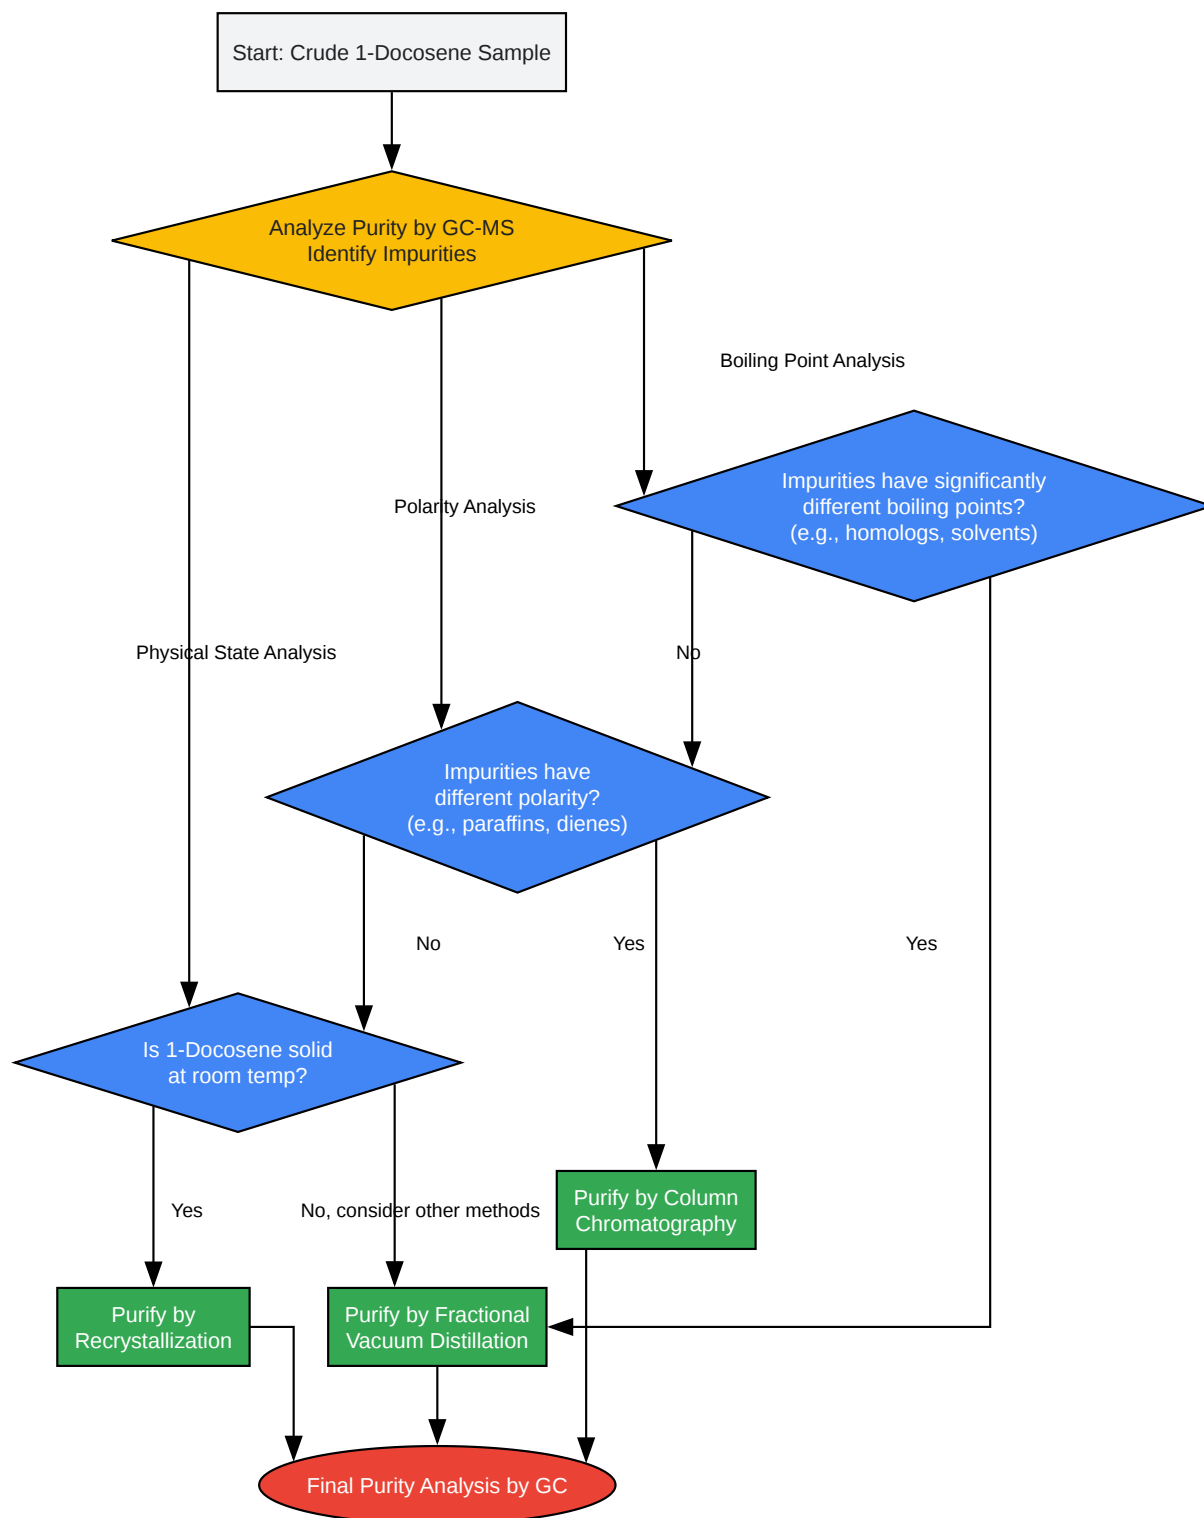 Start: Crude 1-Docosene Sample
Analyze Purity by GC-MS
Identify Impurities
Boiling Point Analysis
Impurities have significantly
different boiling points?
(e.g., homologs, solvents)
Polarity Analysis
Physical State Analysis
No
Impurities have
different polarity?
(e.g., paraffins, dienes)
No
Yes
Yes
Is 1-Docosene solid
at room temp?
Yes
No, consider other methods
Purify by Column
Chromatography
Purify by
Recrystallization
Purify by Fractional
Vacuum Distillation
Final Purity Analysis by GC